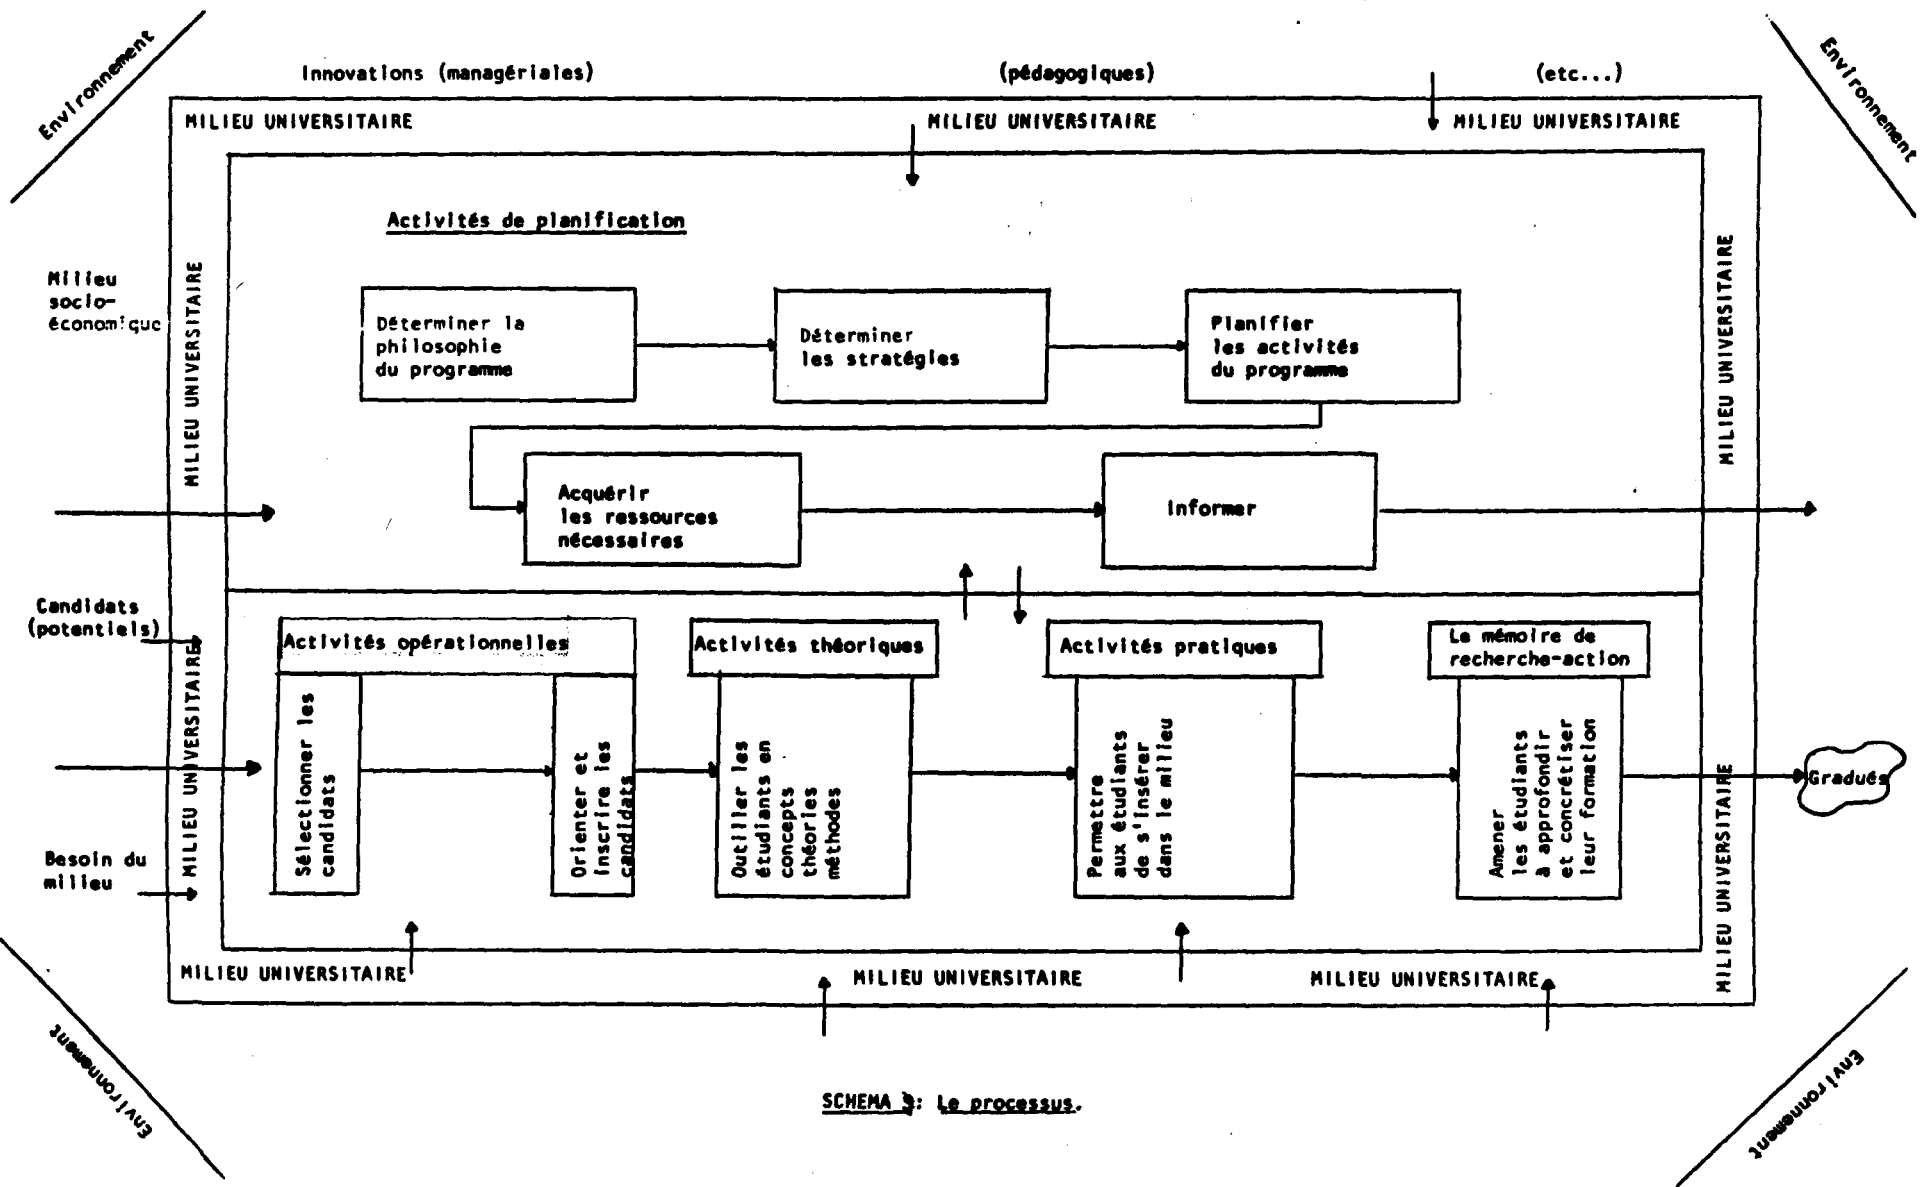 Environnement
Environnement
Innovations (managériales)
(pédagogiques)
(etc...)
MILIEU UNIVERSITAIRE
MILIEU UNIVERSITAIRE
MILIEU UNIVERSITAIRE
Activités de planification
Milieu
socio-
économique
MILIEU UNIVERSITAIRE
MILIEU UNIVERSITAIRE
Déterminer la
philosophie
du programme
Déterminer
les stratégies
Planifier
les activités
du programme
Acquérir
les ressources
nécessaires
Informer
Candidats
(potentiels)
MILIEU UNIVERSITAIRE
Activités opérationnelles
Activités théoriques
Activités pratiques
Le mémoire de
recherche-action
Sélectionner les
candidats
Orienter et
inscrire les
candidats
Outiller les
étudiants en
concepts
théories
méthodes
Permettre
aux étudiants
de s'insérer
dans le milieu
Amener
les étudiants
à approfondir
et concrétiser
leur formation
Gradués
MILIEU UNIVERSITAIRE
Besoin du
milieu
MILIEU UNIVERSITAIRE
MILIEU UNIVERSITAIRE
MILIEU UNIVERSITAIRE
Environnement
Environnement
SCHEMA : Le processus.